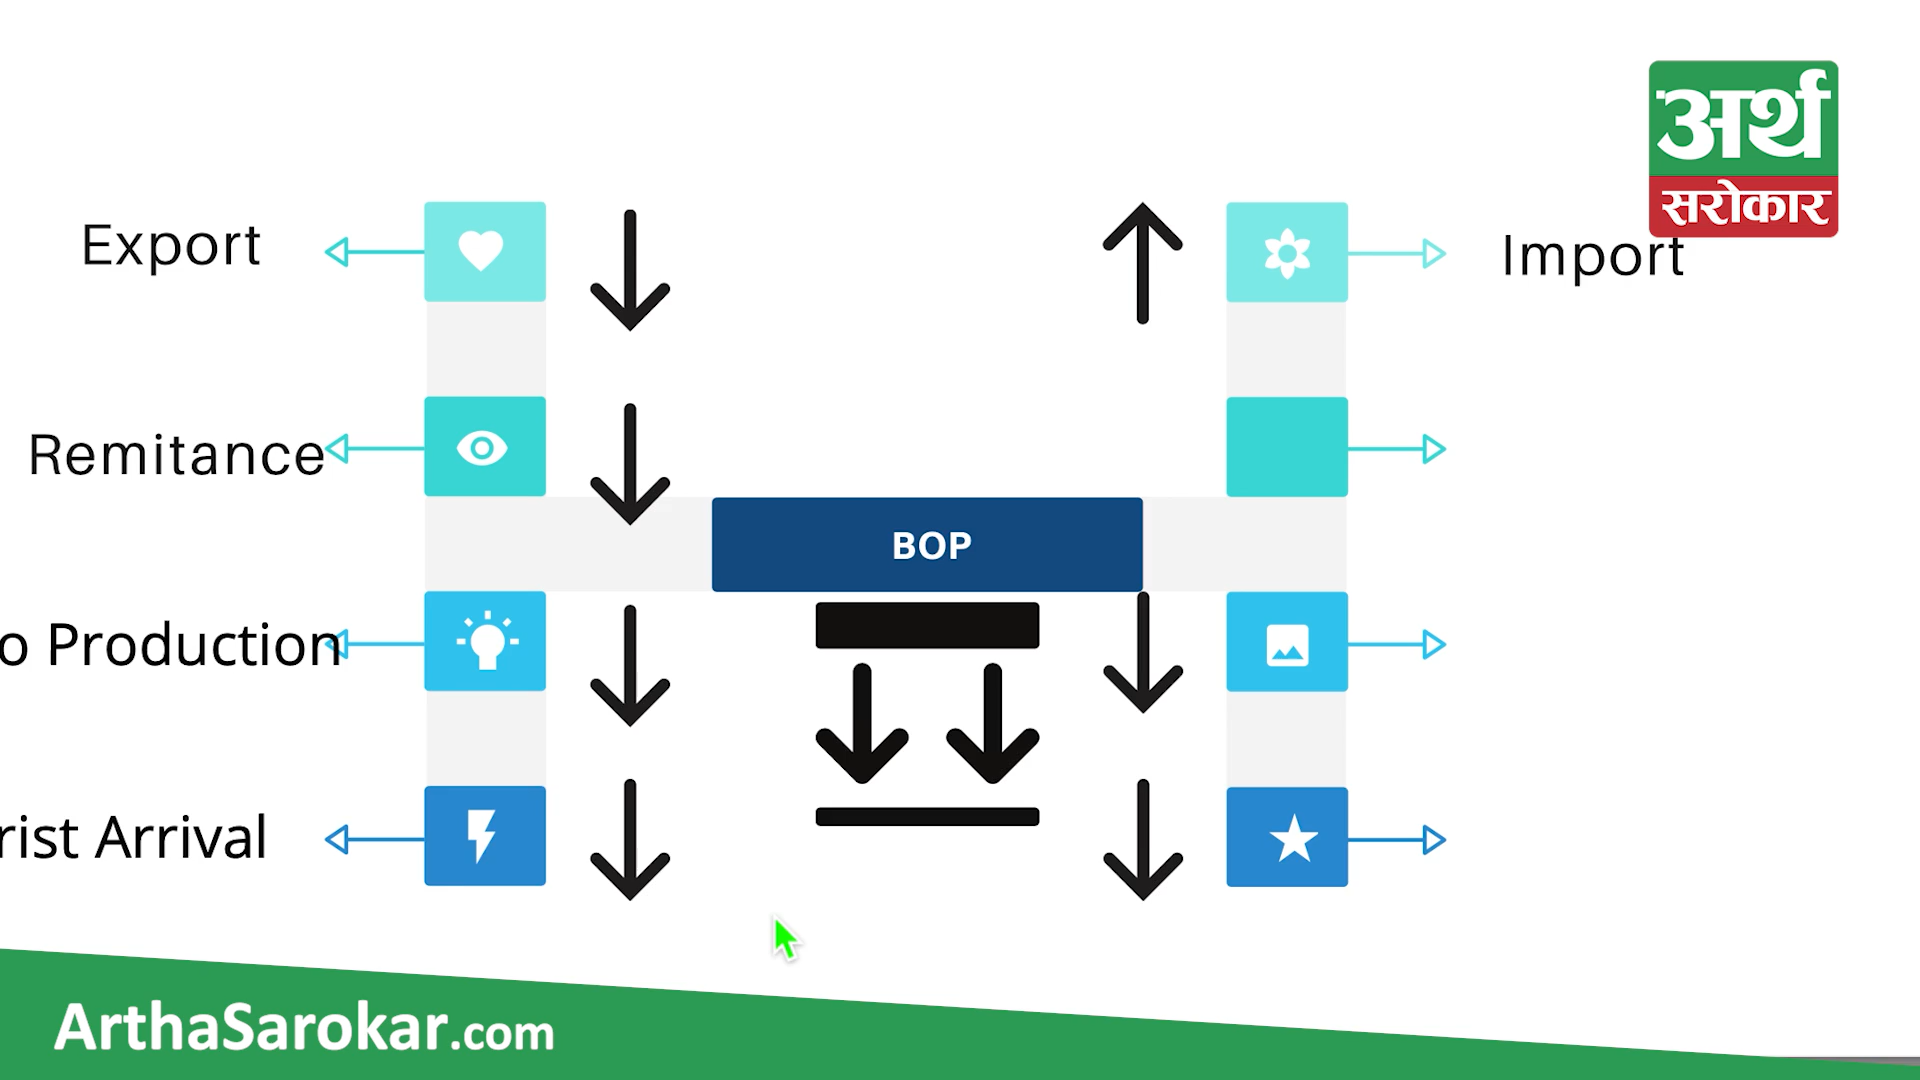 अर्थ
सरोकार
Export
Import
Remitance
BOP
o Production
rist Arrival
ArthaSarokar.com